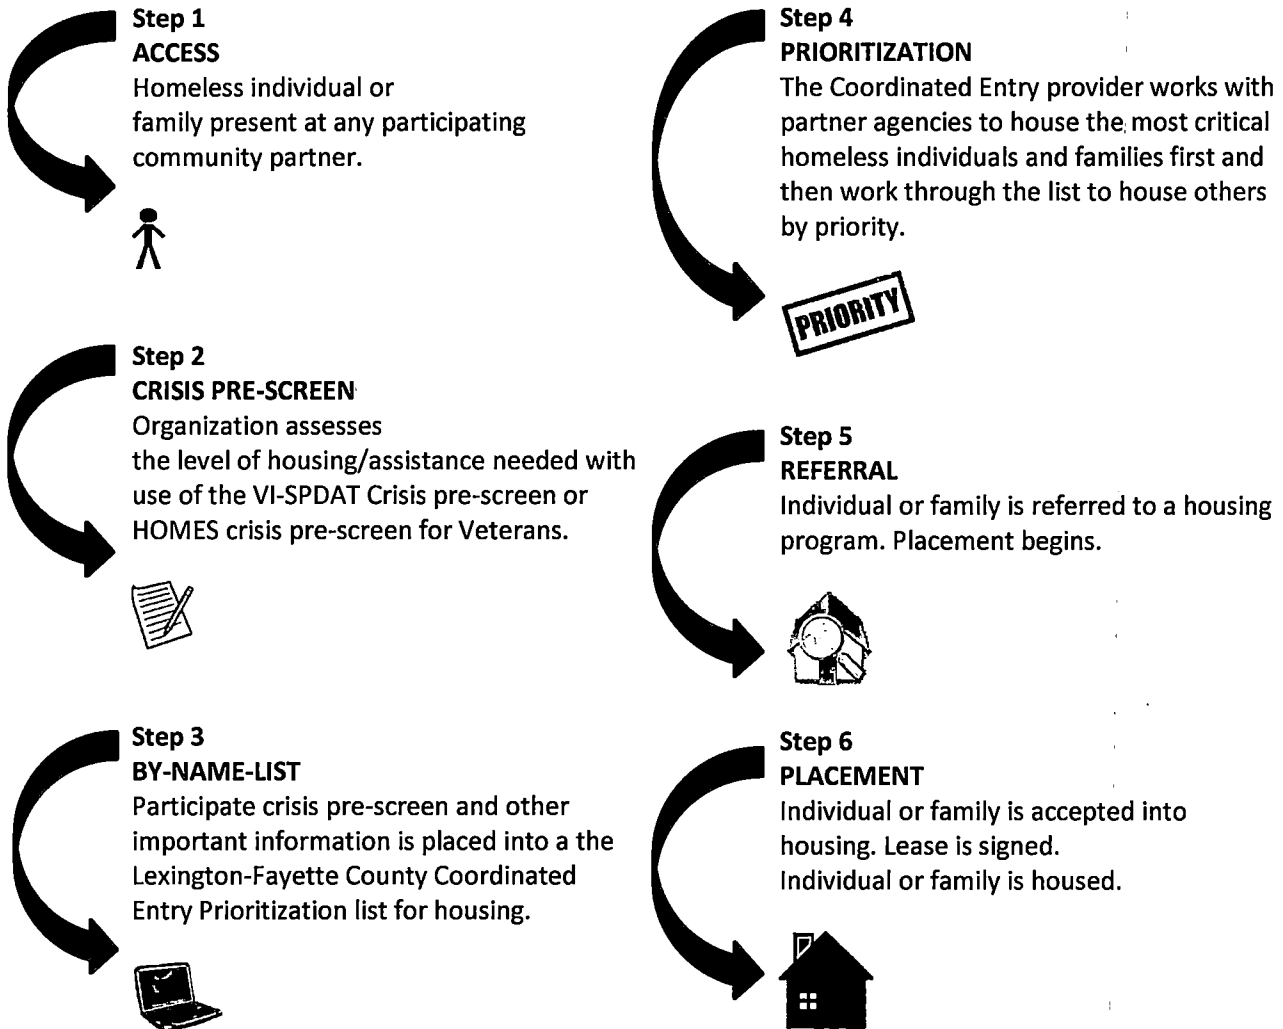 Step 1
ACCESS
Homeless individual or
family present at any participating
community partner.
Step 2
CRISIS PRE-SCREEN
Organization assesses
the level of housing/assistance needed with
use of the VI-SPDAT Crisis pre-screen or
HOMES crisis pre-screen for Veterans.
Step 3
BY-NAME-LIST
Participate crisis pre-screen and other
important information is placed into a the
Lexington-Fayette County Coordinated
Entry Prioritization list for housing.
Step 4
PRIORITIZATION
The Coordinated Entry provider works with
partner agencies to house the most critical
homeless individuals and families first and
then work through the list to house others
by priority.
PRIORITY
Step 5
REFERRAL
Individual or family is referred to a housing
program. Placement begins.
Step 6
PLACEMENT
Individual or family is accepted into
housing. Lease is signed.
Individual or family is housed.